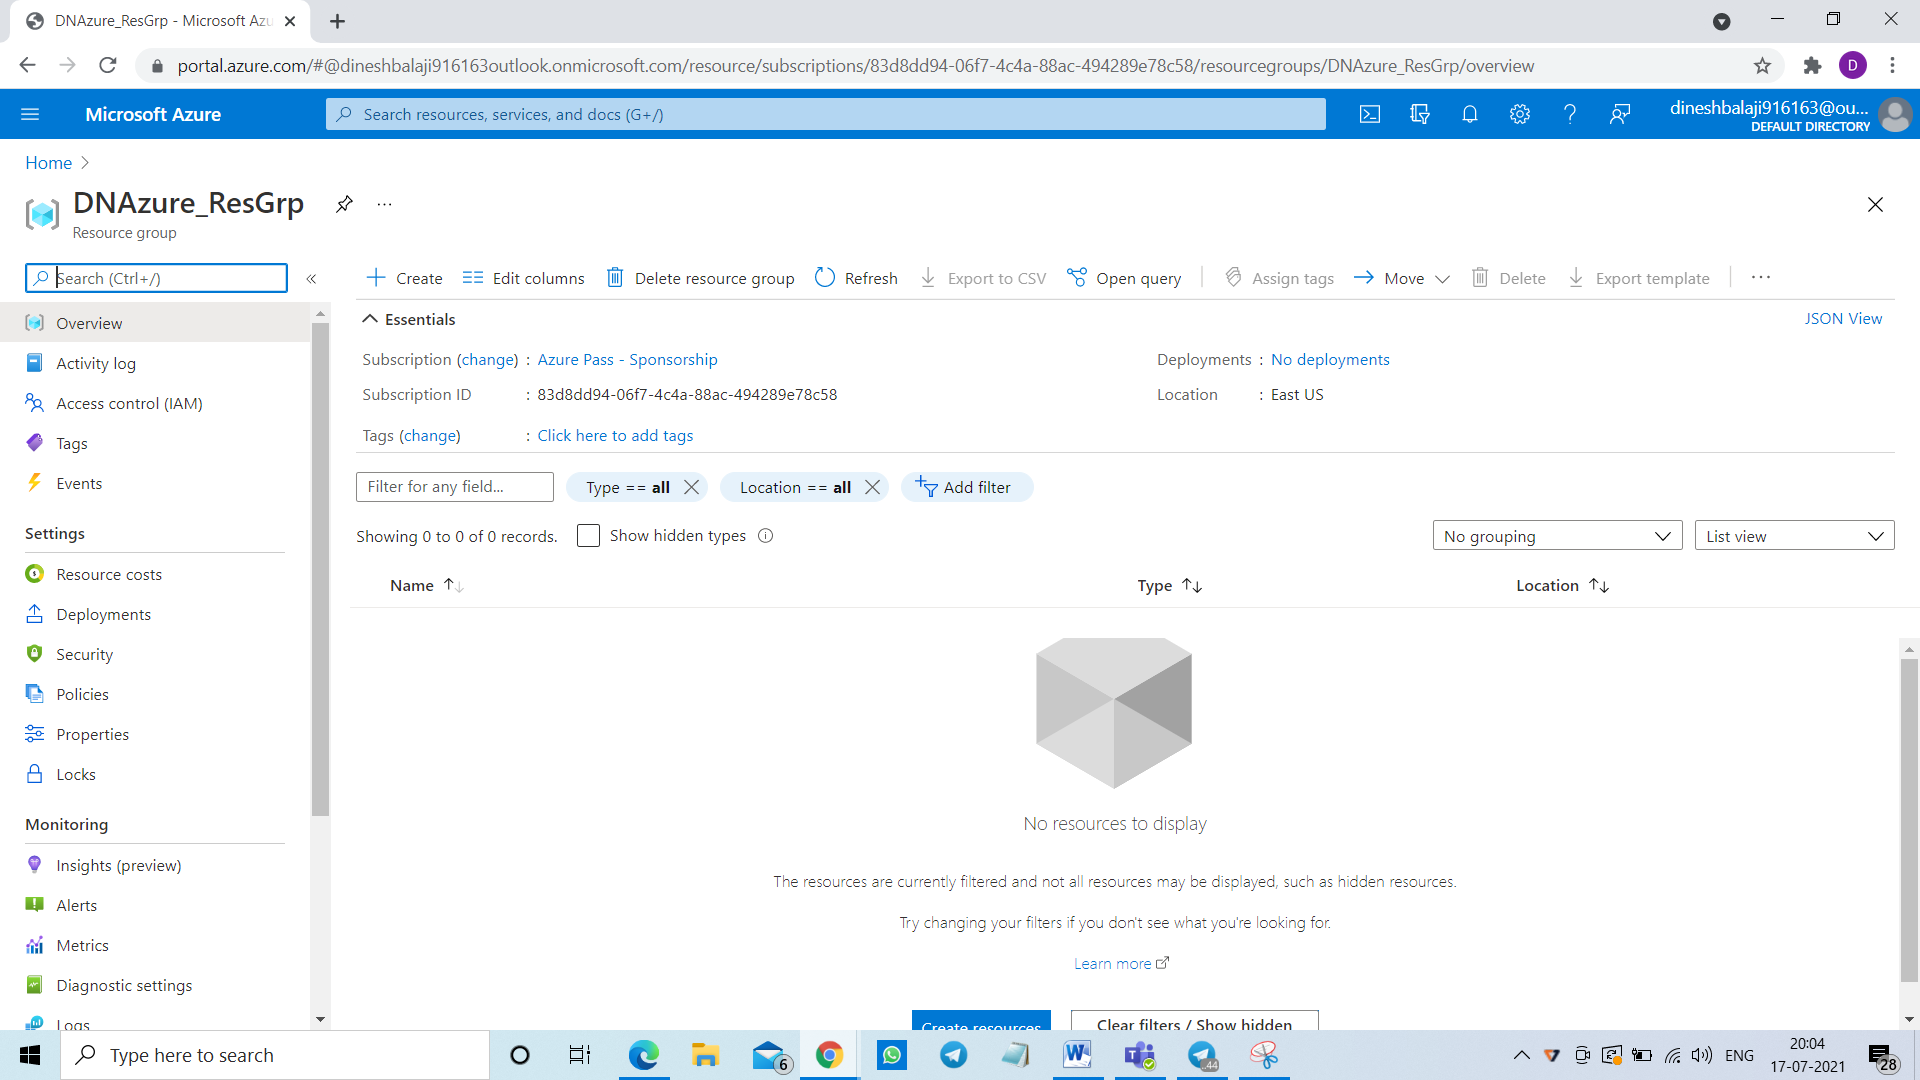 DNAzure_ResGrp - Microsoft Azu
portal.azure.com/#@dineshbalaji916163outlook.onmicrosoft.com/resource/subscriptions/83d8dd94-06f7-4c4a-88ac-494289e78c58/resourcegroups/DNAzure_ResGrp/overview
D
Microsoft Azure
Search resources, services, and docs (G+/)
dineshbalaji916163@ou...
DEFAULT DIRECTORY
Home
DNAzure_ResGrp
Resource group
Search (Ctrl+/)
Create
Edit columns
Delete resource group
Refresh
Export to CSV
Open query
Assign tags
Move
Delete
Export template
Overview
Activity log
Access control (IAM)
Tags
Events
Settings
Resource costs
Deployments
Security
Policies
Properties
Locks
Monitoring
Insights (preview)
Alerts
Metrics
Diagnostic settings
Logs
Essentials
JSON View
Subscription (change) : Azure Pass - Sponsorship
Deployments : No deployments
Subscription ID : 83d8dd94-06f7-4c4a-88ac-494289e78c58
Location : East US
Tags (change) : Click here to add tags
Filter for any field...
Type == all
Location == all
Add filter
Showing 0 to 0 of 0 records.
Show hidden types
No grouping
List view
Name
Type
Location
No resources to display
The resources are currently filtered and not all resources may be displayed, such as hidden resources.
Try changing your filters if you don't see what you're looking for.
Learn more
Create resources
Clear filters / Show hidden
Type here to search
6
44
ENG
20:04
17-07-2021
28